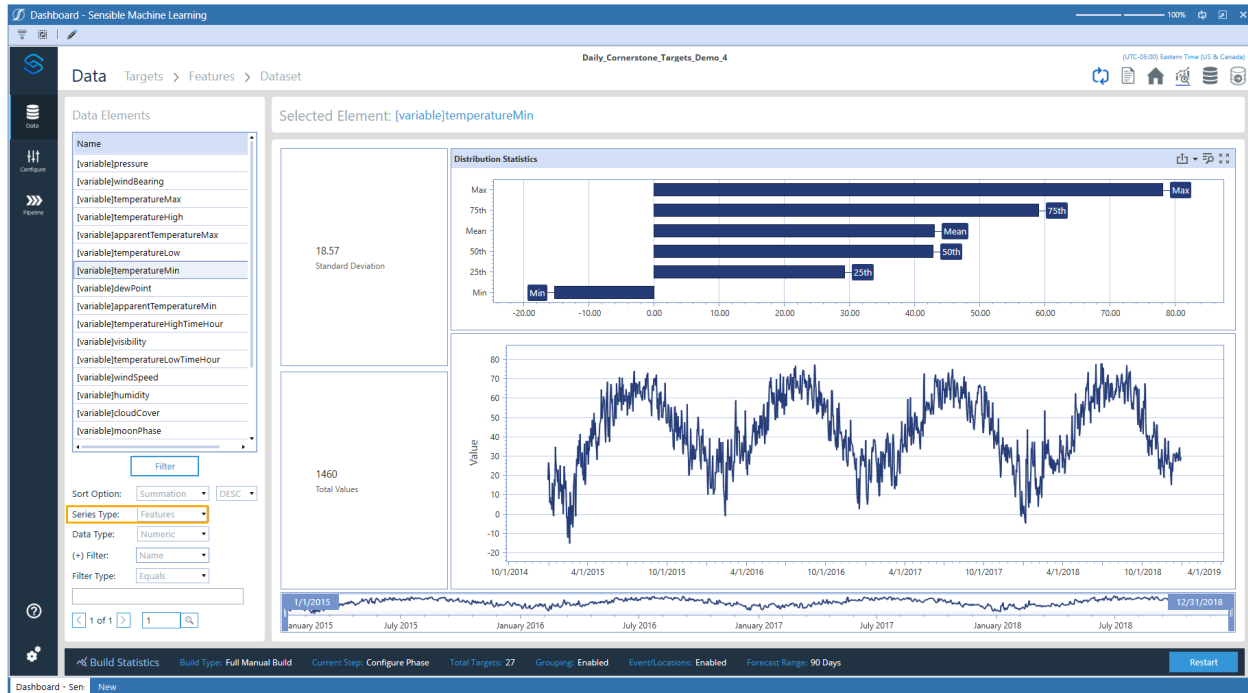 Dashboard - Sensible Machine Learning
100%
Daily_Cornerstone_Targets_Demo_4
(UTC-05:00) Eastern Time (US & Canada)
Data Targets > Features > Dataset
Data
Configure
Pipeline
Data Elements
Name
[variable]pressure
[variable]windBearing
[variable]temperatureMax
[variable]temperatureHigh
[variable]apparentTemperatureMax
[variable]temperatureLow
[variable]temperatureMin
[variable]dewPoint
[variable]apparentTemperatureMin
[variable]temperatureHighTimeHour
[variable]visibility
[variable]temperatureLowTimeHour
[variable]windSpeed
[variable]humidity
[variable]cloudCover
[variable]moonPhase
Filter
Sort Option: Summation DESC
Series Type: Features
Data Type: Numeric
(+) Filter: Name
Filter Type: Equals
< 1 of 1 > 1
Selected Element: [variable]temperatureMin
18.57
Standard Deviation
1460
Total Values
Distribution Statistics
Max Max
75th 75th
Mean Mean
50th 50th
25th 25th
Min Min
-20.00 -10.00 0.00 10.00 20.00 30.00 40.00 50.00 60.00 70.00 80.00
Value
80
70
60
50
40
30
20
10
0
-10
-20
10/1/2014 4/1/2015 10/1/2015 4/1/2016 10/1/2016 4/1/2017 10/1/2017 4/1/2018 10/1/2018 4/1/2019
1/1/2015 12/31/2018
anuary 2015 July 2015 January 2016 July 2016 January 2017 July 2017 January 2018 July 2018
Build Statistics Build Type: Full Manual Build Current Step: Configure Phase Total Targets: 27 Grouping: Enabled Event/Locations: Enabled Forecast Range: 90 Days Restart
Dashboard - Sen: New